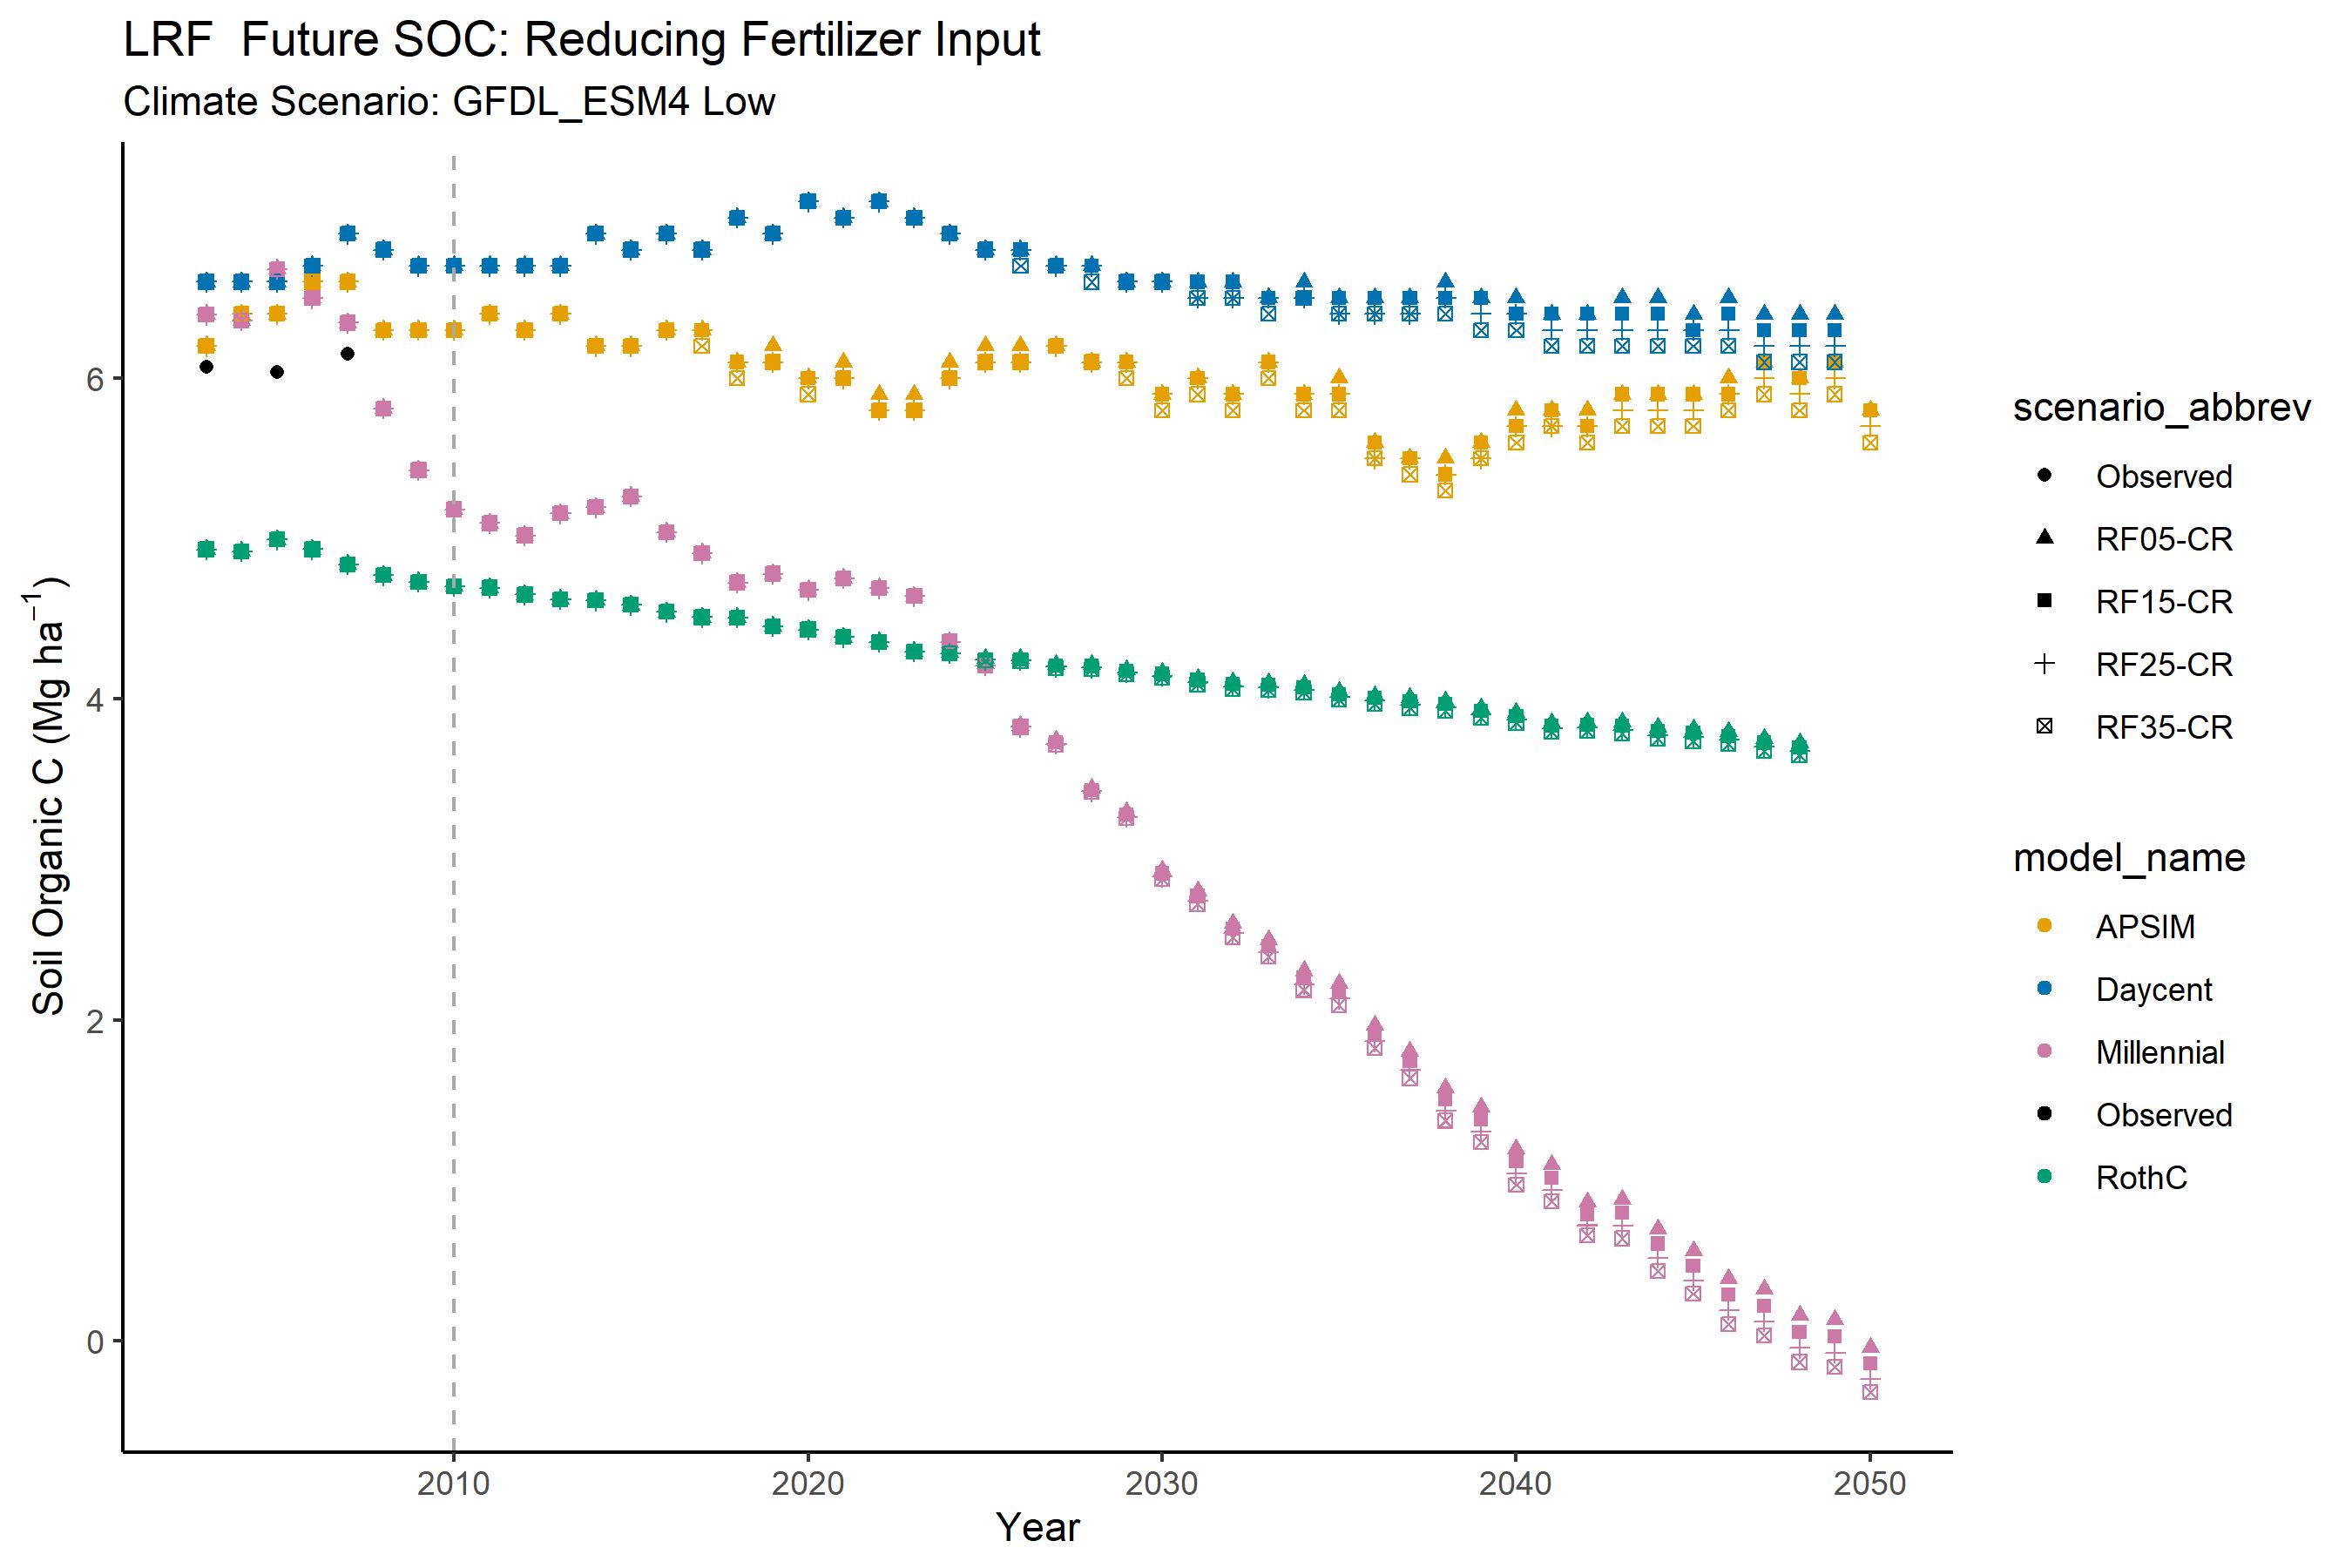 LRF  Future SOC: Reducing Fertilizer Input
Climate Scenario: GFDL_ESM4 Low
Soil Organic C (Mg ha⁻¹)
6
4
2
0
2010
2020
2030
2040
2050
Year
scenario_abbrev
Observed
RF05-CR
RF15-CR
RF25-CR
RF35-CR
model_name
APSIM
Daycent
Millennial
Observed
RothC